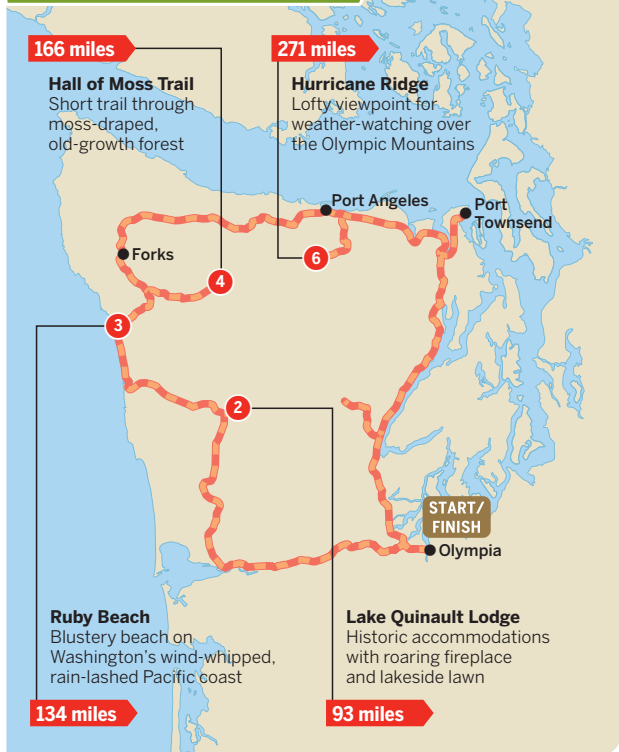 166 miles
Hall of Moss Trail
Short trail through
moss-draped,
old-growth forest
271 miles
Hurricane Ridge
Lofty viewpoint for
weather-watching over
the Olympic Mountains
Port Angeles
Port
Townsend
Forks
6
4
3
2
START/
FINISH
Olympia
Ruby Beach
Blustery beach on
Washington's wind-whipped,
rain-lashed Pacific coast
134 miles
Lake Quinault Lodge
Historic accommodations
with roaring fireplace
and lakeside lawn
93 miles